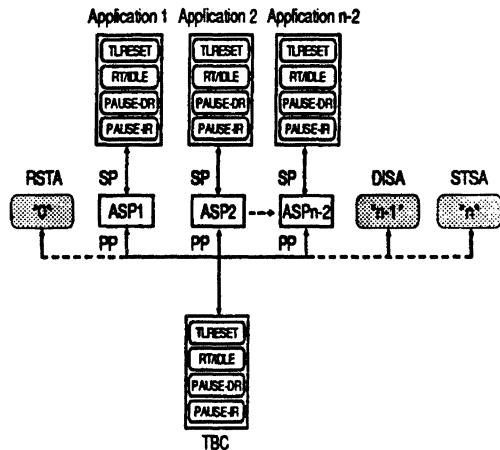 Application 1 Application 2 Application n-2
TLRESET TLRESET TLRESET
RT/IDLE RT/IDLE RT/IDLE
PAUSE-DR PAUSE-DR PAUSE-DR
PAUSE-IR PAUSE-IR PAUSE-IR
RSTA SP SP SP DISA STSA
"0" ASP1 ASP2 ASPn-2 "n-1" "n"
PP PP PP
TLRESET
RT/IDLE
PAUSE-DR
PAUSE-IR
TBC